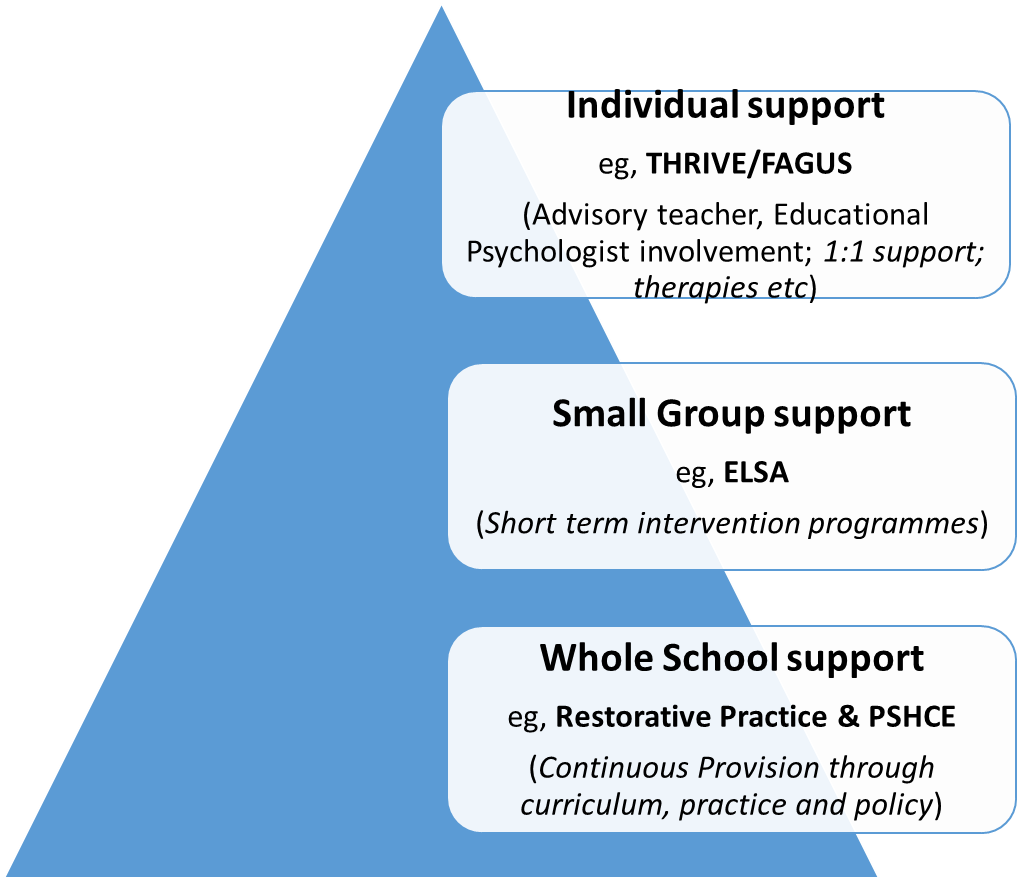 Individual support
eg, THRIVE/FAGUS
(Advisory teacher, Educational
Psychologist involvement; 1:1 support;
therapies etc)
Small Group support
eg, ELSA
(Short term intervention programmes)
Whole School support
eg, Restorative Practice & PSHCE
(Continuous Provision through
curriculum, practice and policy)